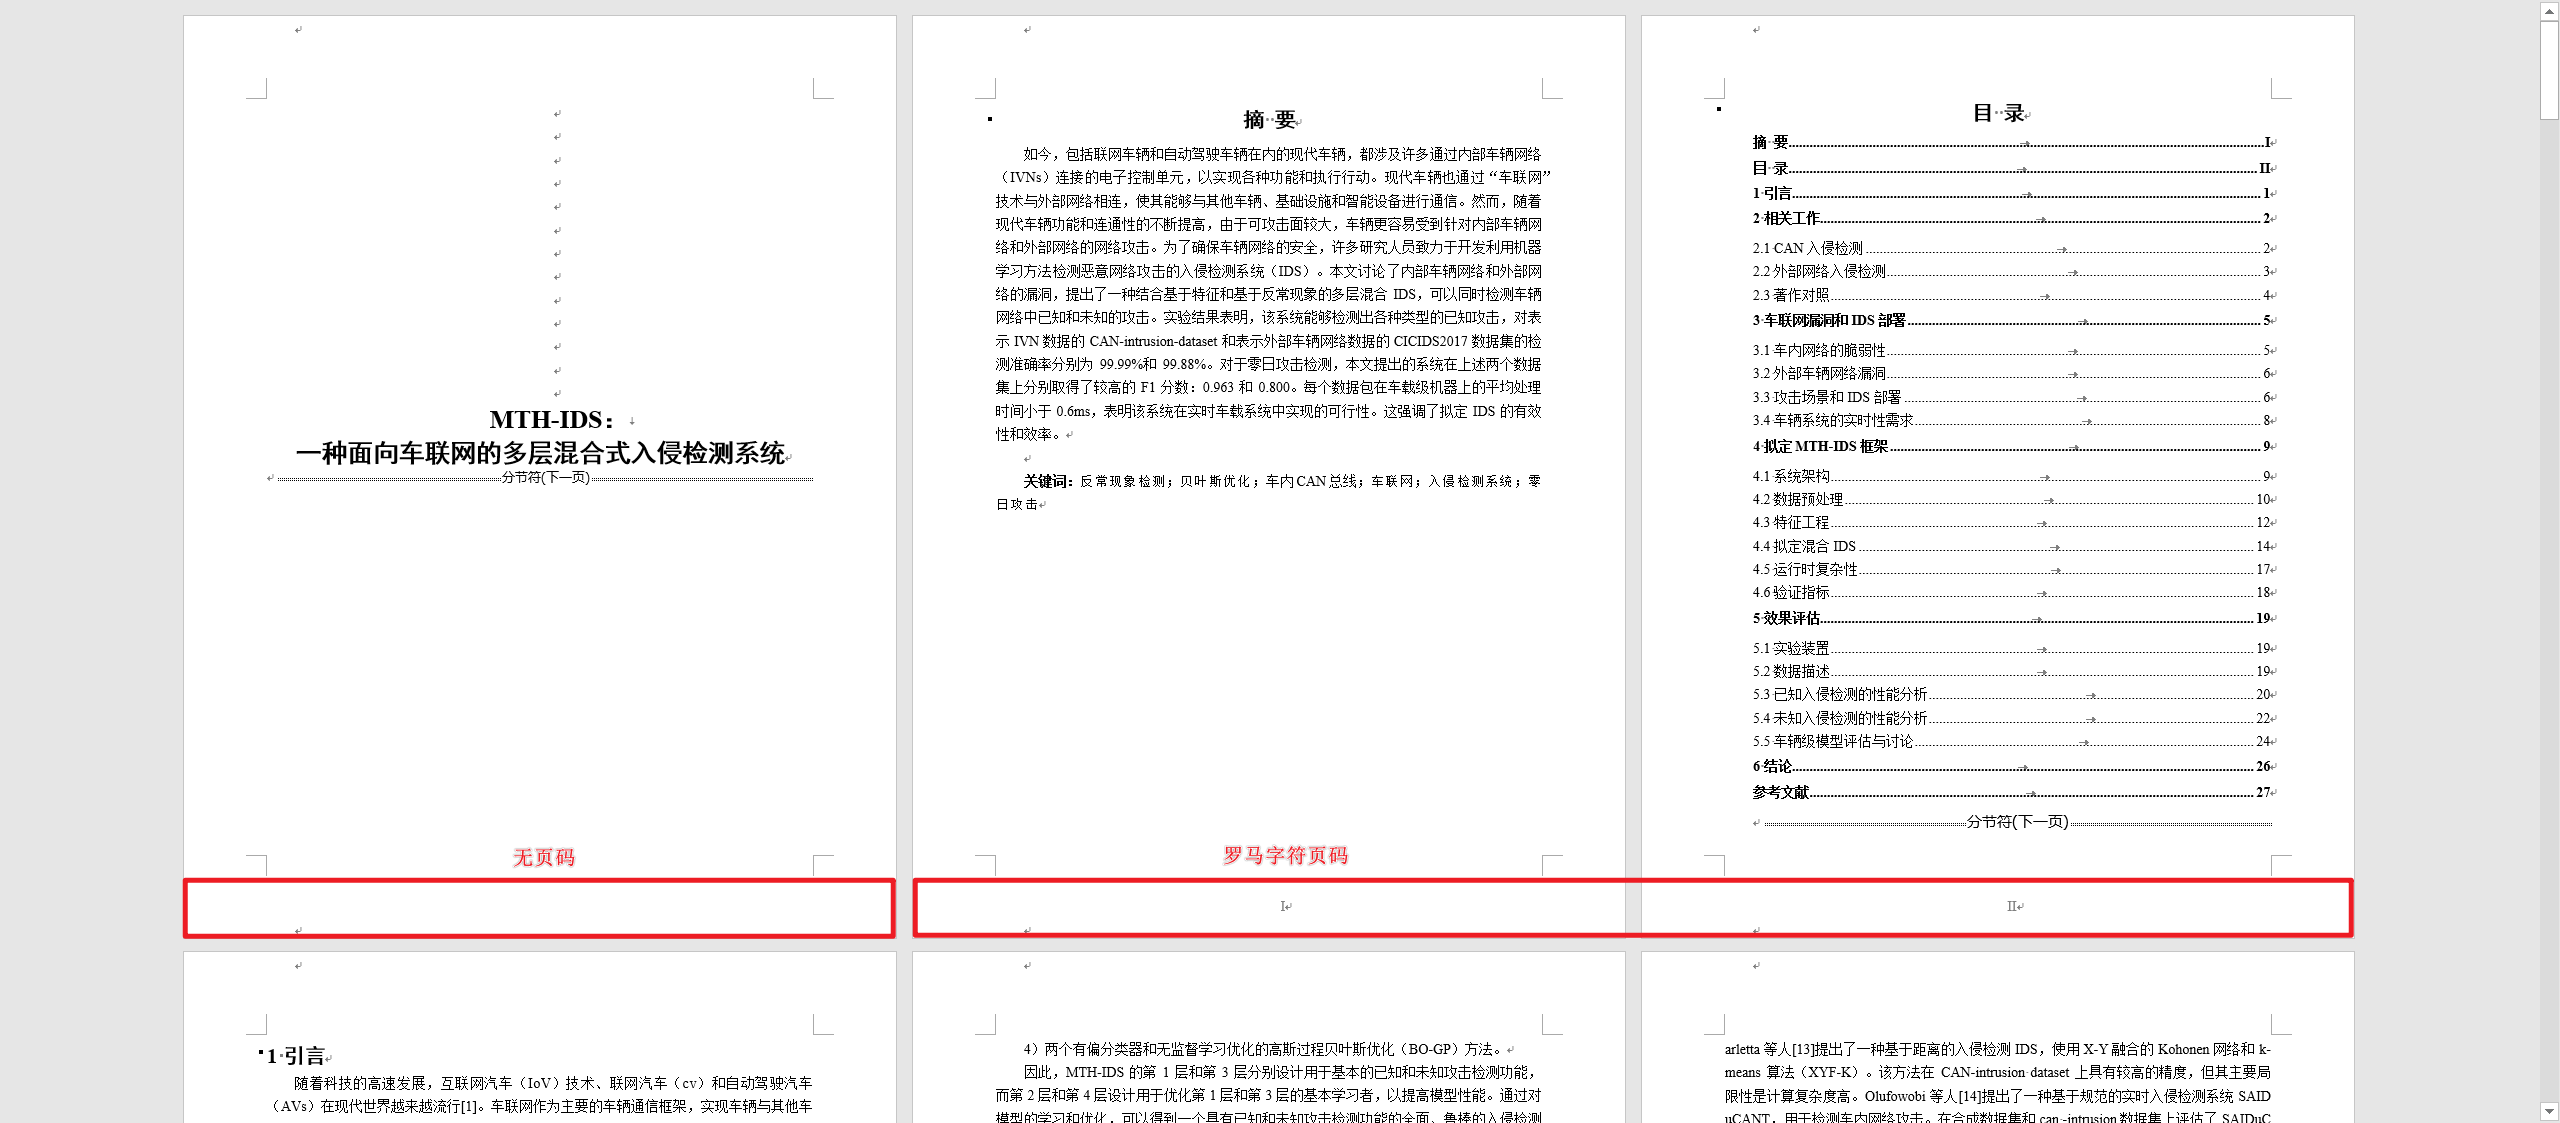 MTH-IDS：
一种面向车联网的多层混合式入侵检测系统
分节符(下一页)
无页码
摘 要
如今，包括联网车辆和自动驾驶车辆在内的现代车辆，都涉及许多通过内部车辆网络
（IVNs）连接的电子控制单元，以实现各种功能和执行行动。现代车辆也通过“车联网”
技术与外部网络相连，使其能够与其他车辆、基础设施和智能设备进行通信。然而，随着
现代车辆功能和连通性的不断提高，由于可攻击面较大，车辆更容易受到针对内部车辆网
络和外部网络的网络攻击。为了确保车辆网络的安全，许多研究人员致力于开发利用机器
学习方法检测恶意网络攻击的入侵检测系统（IDS）。本文讨论了内部车辆网络和外部网
络的漏洞，提出了一种结合基于特征和基于反常现象的多层混合 IDS，可以同时检测车辆
网络中已知和未知的攻击。实验结果表明，该系统能够检测出各种类型的已知攻击，对表
示 IVN 数据的 CAN-intrusion-dataset 和表示外部车辆网络数据的 CICIDS2017 数据集的检
测准确率分别为 99.99%和 99.88%。对于零日攻击检测，本文提出的系统在上述两个数据
集上分别取得了较高的 F1 分数：0.963 和 0.800。每个数据包在车载级机器上的平均处理
时间小于 0.6ms，表明该系统在实时车载系统中实现的可行性。这强调了拟定 IDS 的有效
性和效率。
关键词：反常现象检测；贝叶斯优化；车内CAN总线；车联网；入侵检测系统；零
日攻击
罗马字符页码
I
目 录
摘 要 I
目 录 II
1 引言 1
2 相关工作 2
2.1 CAN 入侵检测 2
2.2 外部网络入侵检测 3
2.3 著作对照 4
3 车联网漏洞和 IDS 部署 5
3.1 车内网络的脆弱性 5
3.2 外部车辆网络漏洞 6
3.3 攻击场景和 IDS 部署 6
3.4 车辆系统的实时性需求 8
4 拟定 MTH-IDS 框架 9
4.1 系统架构 9
4.2 数据预处理 10
4.3 特征工程 12
4.4 拟定混合 IDS 14
4.5 运行时复杂性 17
4.6 验证指标 18
5 效果评估 19
5.1 实验装置 19
5.2 数据描述 19
5.3 已知入侵检测的性能分析 20
5.4 未知入侵检测的性能分析 22
5.5 车辆级模型评估与讨论 24
6 结论 26
参考文献 27
分节符(下一页)
II
1 引言
随着科技的高速发展，互联网汽车（IoV）技术、联网汽车（cv）和自动驾驶汽车
（AVs）在现代世界越来越流行[1]。车联网作为主要的车辆通信框架，实现车辆与其他车
4）两个有偏分类器和无监督学习优化的高斯过程贝叶斯优化（BO-GP）方法。
因此，MTH-IDS 的第 1 层和第 3 层分别设计用于基本的已知和未知攻击检测功能，
而第 2 层和第 4 层设计用于优化第 1 层和第 3 层的基本学习者，以提高模型性能。通过对
模型的学习和优化，可以得到一个具有已知和未知攻击检测功能的全面、鲁棒的入侵检测
arletta 等人[13]提出了一种基于距离的入侵检测 IDS，使用 X-Y 融合的 Kohonen 网络和 k-
means 算法（XYF-K）。该方法在 CAN-intrusion dataset 上具有较高的精度，但其主要局
限性是计算复杂度高。Olufowobi 等人[14]提出了一种基于规范的实时入侵检测系统 SAID
uCANT，用于检测车内网络攻击。在合成数据集和 can -intrusion 数据集上评估了 SAIDuC